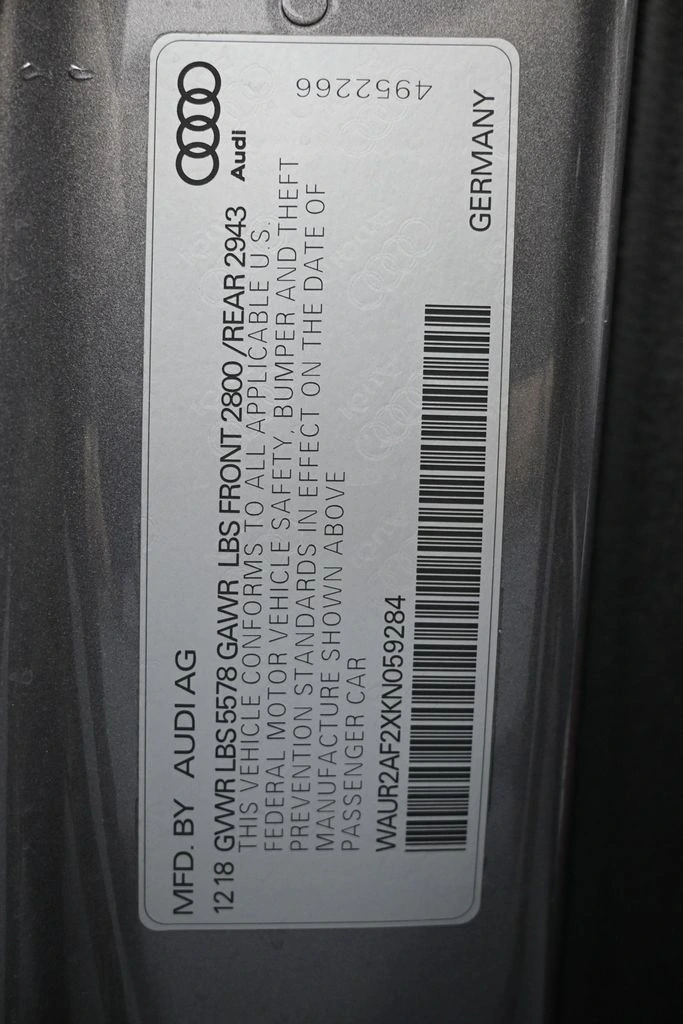 MFD. BY AUDI AG
Audi
12 18 GVWR LBS 5578 GAWR LBS FRONT 2800/REAR 2943
THIS VEHICLE CONFORMS TO ALL APPLICABLE U.S.
FEDERAL MOTOR VEHICLE SAFETY, BUMPER AND THEFT
PREVENTION STANDARDS IN EFFECT ON THE DATE OF
MANUFACTURE SHOWN ABOVE
PASSENGER CAR
4952266
WAUR2AF2XKN059284
GERMANY